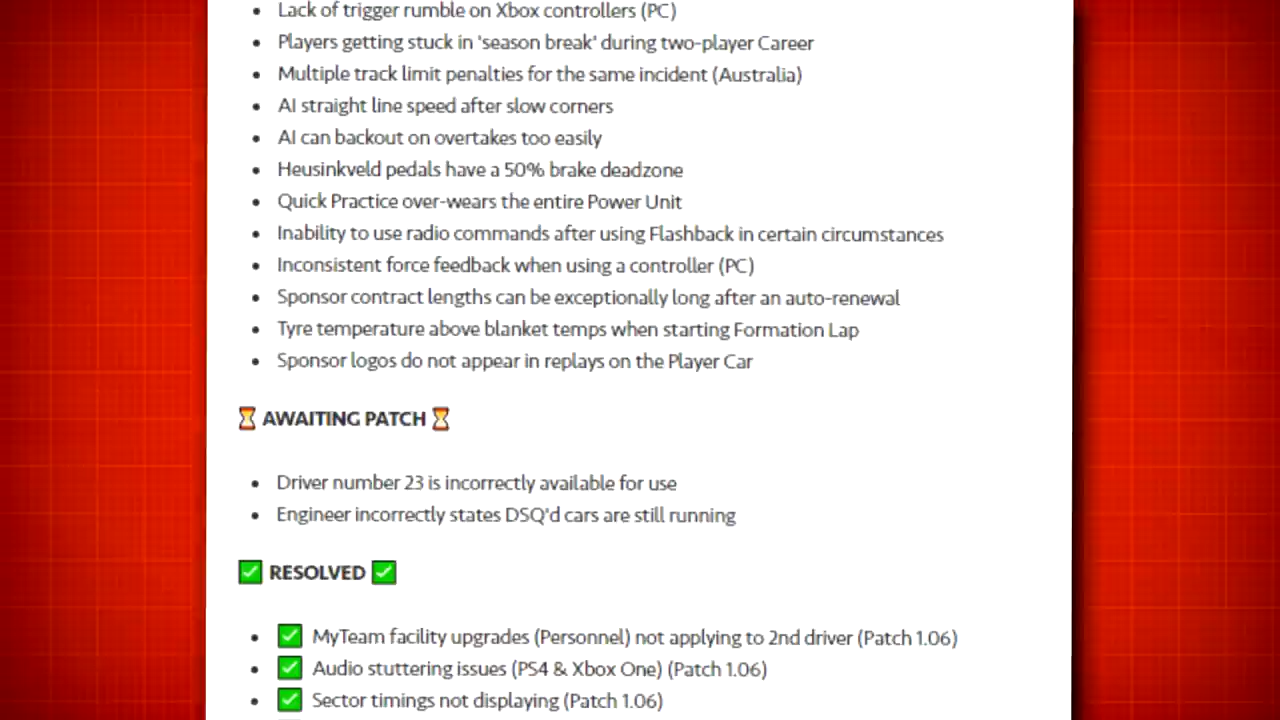 • Lack of trigger rumble on Xbox controllers (PC)
• Players getting stuck in 'season break' during two-player Career
• Multiple track limit penalties for the same incident (Australia)
• AI straight line speed after slow corners
• AI can backout on overtakes too easily
• Heusinkveld pedals have a 50% brake deadzone
• Quick Practice over-wears the entire Power Unit
• Inability to use radio commands after using Flashback in certain circumstances
• Inconsistent force feedback when using a controller (PC)
• Sponsor contract lengths can be exceptionally long after an auto-renewal
• Tyre temperature above blanket temps when starting Formation Lap
• Sponsor logos do not appear in replays on the Player Car
⏳ AWAITING PATCH ⏳
• Driver number 23 is incorrectly available for use
• Engineer incorrectly states DSQ'd cars are still running
✅ RESOLVED ✅
• ✅ MyTeam facility upgrades (Personnel) not applying to 2nd driver (Patch 1.06)
• ✅ Audio stuttering issues (PS4 & Xbox One) (Patch 1.06)
• ✅ Sector timings not displaying (Patch 1.06)